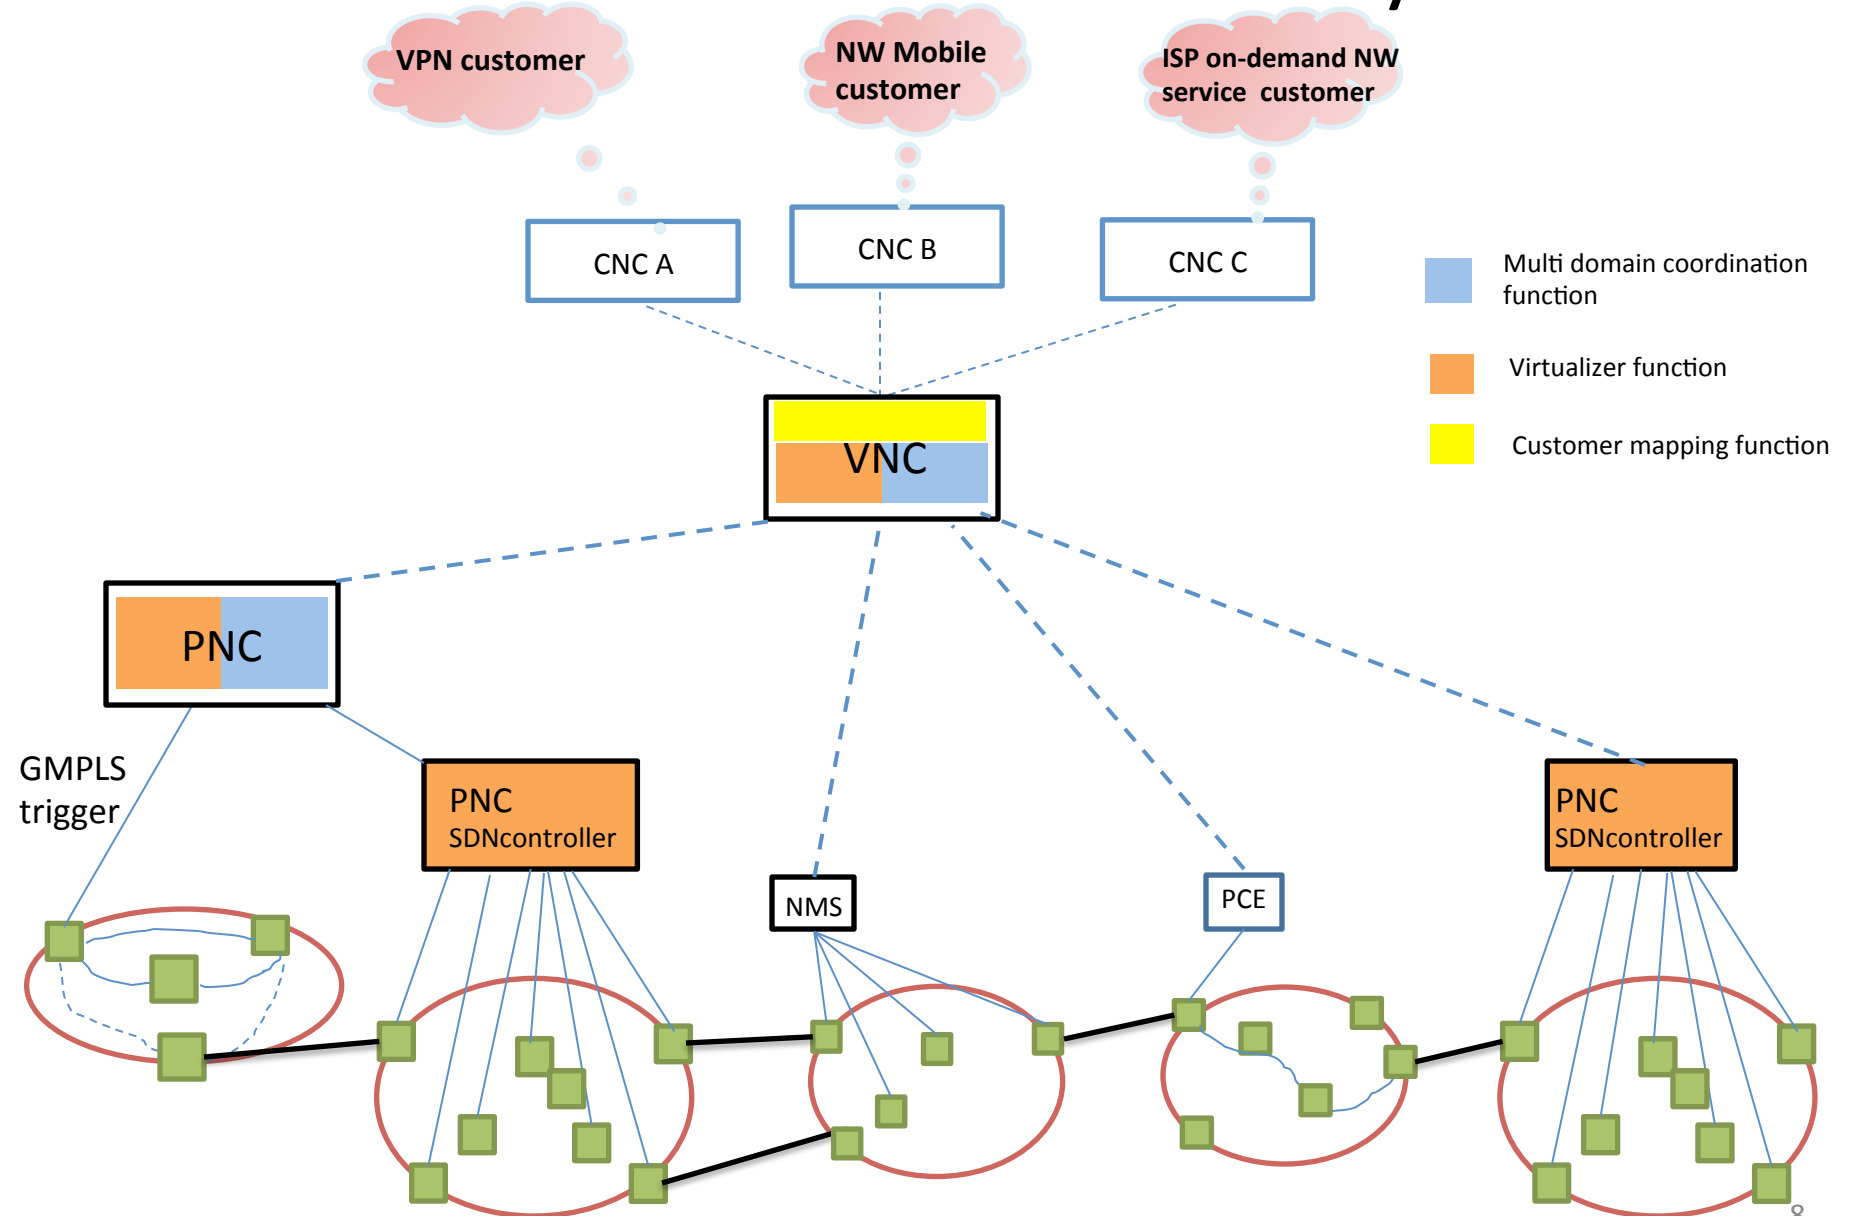 VPN customer
NW Mobile
customer
ISP on-demand NW
service customer
CNC A
CNC B
CNC C
Multi domain coordination
function
Virtualizer function
Customer mapping function
VNC
PNC
GMPLS
trigger
PNC
SDNcontroller
NMS
PCE
PNC
SDNcontroller
8